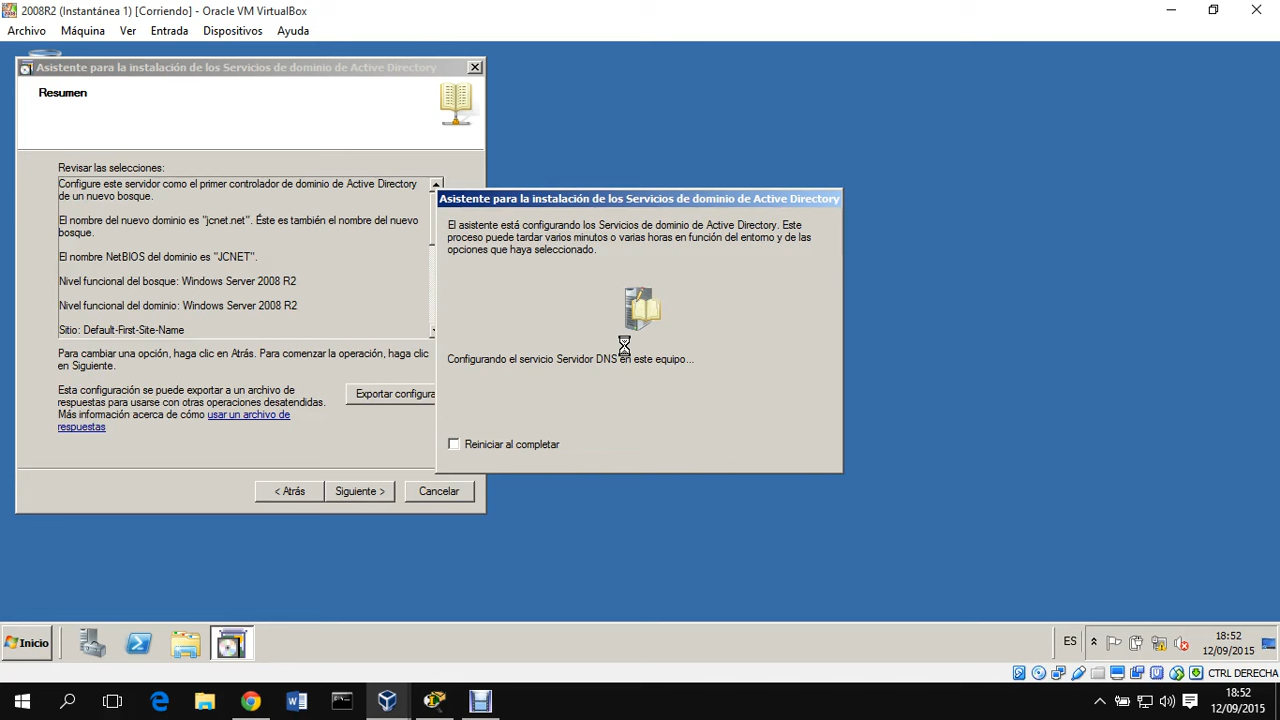 2008R2 (Instantánea 1) [Corriendo] - Oracle VM VirtualBox
Archivo Máquina Ver Entrada Dispositivos Ayuda
Asistente para la instalación de los Servicios de dominio de Active Directory
Resumen
Revisar las selecciones:
Configure este servidor como el primer controlador de dominio de Active Directory
de un nuevo bosque.
El nombre del nuevo dominio es "jcnet.net". Éste es también el nombre del nuevo
bosque.
El nombre NetBIOS del dominio es "JCNET".
Nivel funcional del bosque: Windows Server 2008 R2
Nivel funcional del dominio: Windows Server 2008 R2
Sitio: Default-First-Site-Name
Para cambiar una opción, haga clic en Atrás. Para comenzar la operación, haga clic
en Siguiente.
Esta configuración se puede exportar a un archivo de
respuestas para usarse con otras operaciones desatendidas.
Más información acerca de cómo usar un archivo de
respuestas
Exportar configura
< Atrás Siguiente > Cancelar
Asistente para la instalación de los Servicios de dominio de Active Directory
El asistente está configurando los Servicios de dominio de Active Directory. Este
proceso puede tardar varios minutos o varias horas en función del entorno y de las
opciones que haya seleccionado.
Configurando el servicio Servidor DNS en este equipo...
Reiniciar al completar
Inicio
ES
18:52
12/09/2015
CTRL DERECHA
18:52
12/09/2015